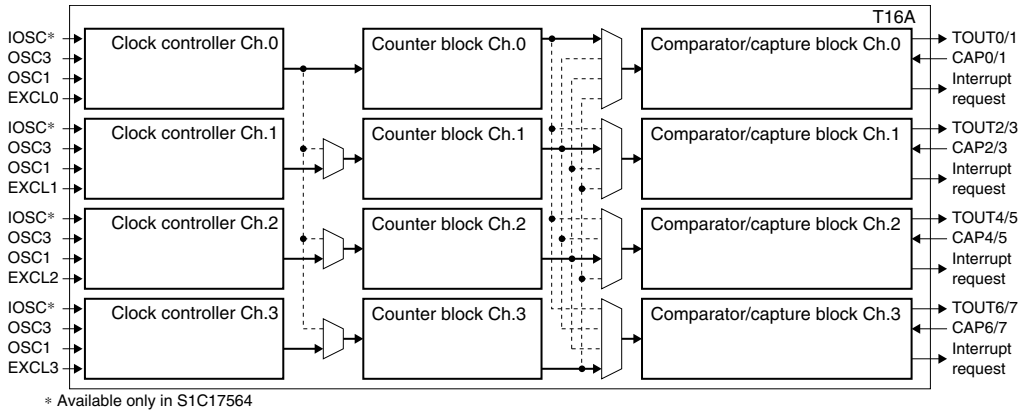 T16A
IOSC*
OSC3
OSC1
EXCL0
Clock controller Ch.0
Counter block Ch.0
Comparator/capture block Ch.0
TOUT0/1
CAP0/1
Interrupt
request
IOSC*
OSC3
OSC1
EXCL1
Clock controller Ch.1
Counter block Ch.1
Comparator/capture block Ch.1
TOUT2/3
CAP2/3
Interrupt
request
IOSC*
OSC3
OSC1
EXCL2
Clock controller Ch.2
Counter block Ch.2
Comparator/capture block Ch.2
TOUT4/5
CAP4/5
Interrupt
request
IOSC*
OSC3
OSC1
EXCL3
Clock controller Ch.3
Counter block Ch.3
Comparator/capture block Ch.3
TOUT6/7
CAP6/7
Interrupt
request
* Available only in S1C17564